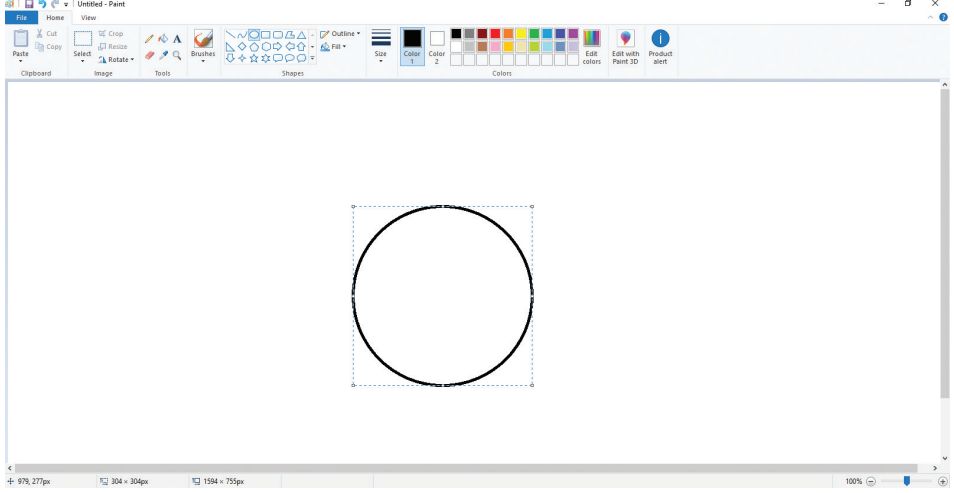 Untitled - Paint
File Home View
Paste
Cut
Copy
Clipboard
Select
Crop
Resize
Rotate
Image
Tools
Brushes
Outline
Fill
Shapes
Size
Color 1
Color 2
Edit colors
Colors
Edit with Paint 3D
Product alert
979, 277px
304 × 304px
1594 × 755px
100%